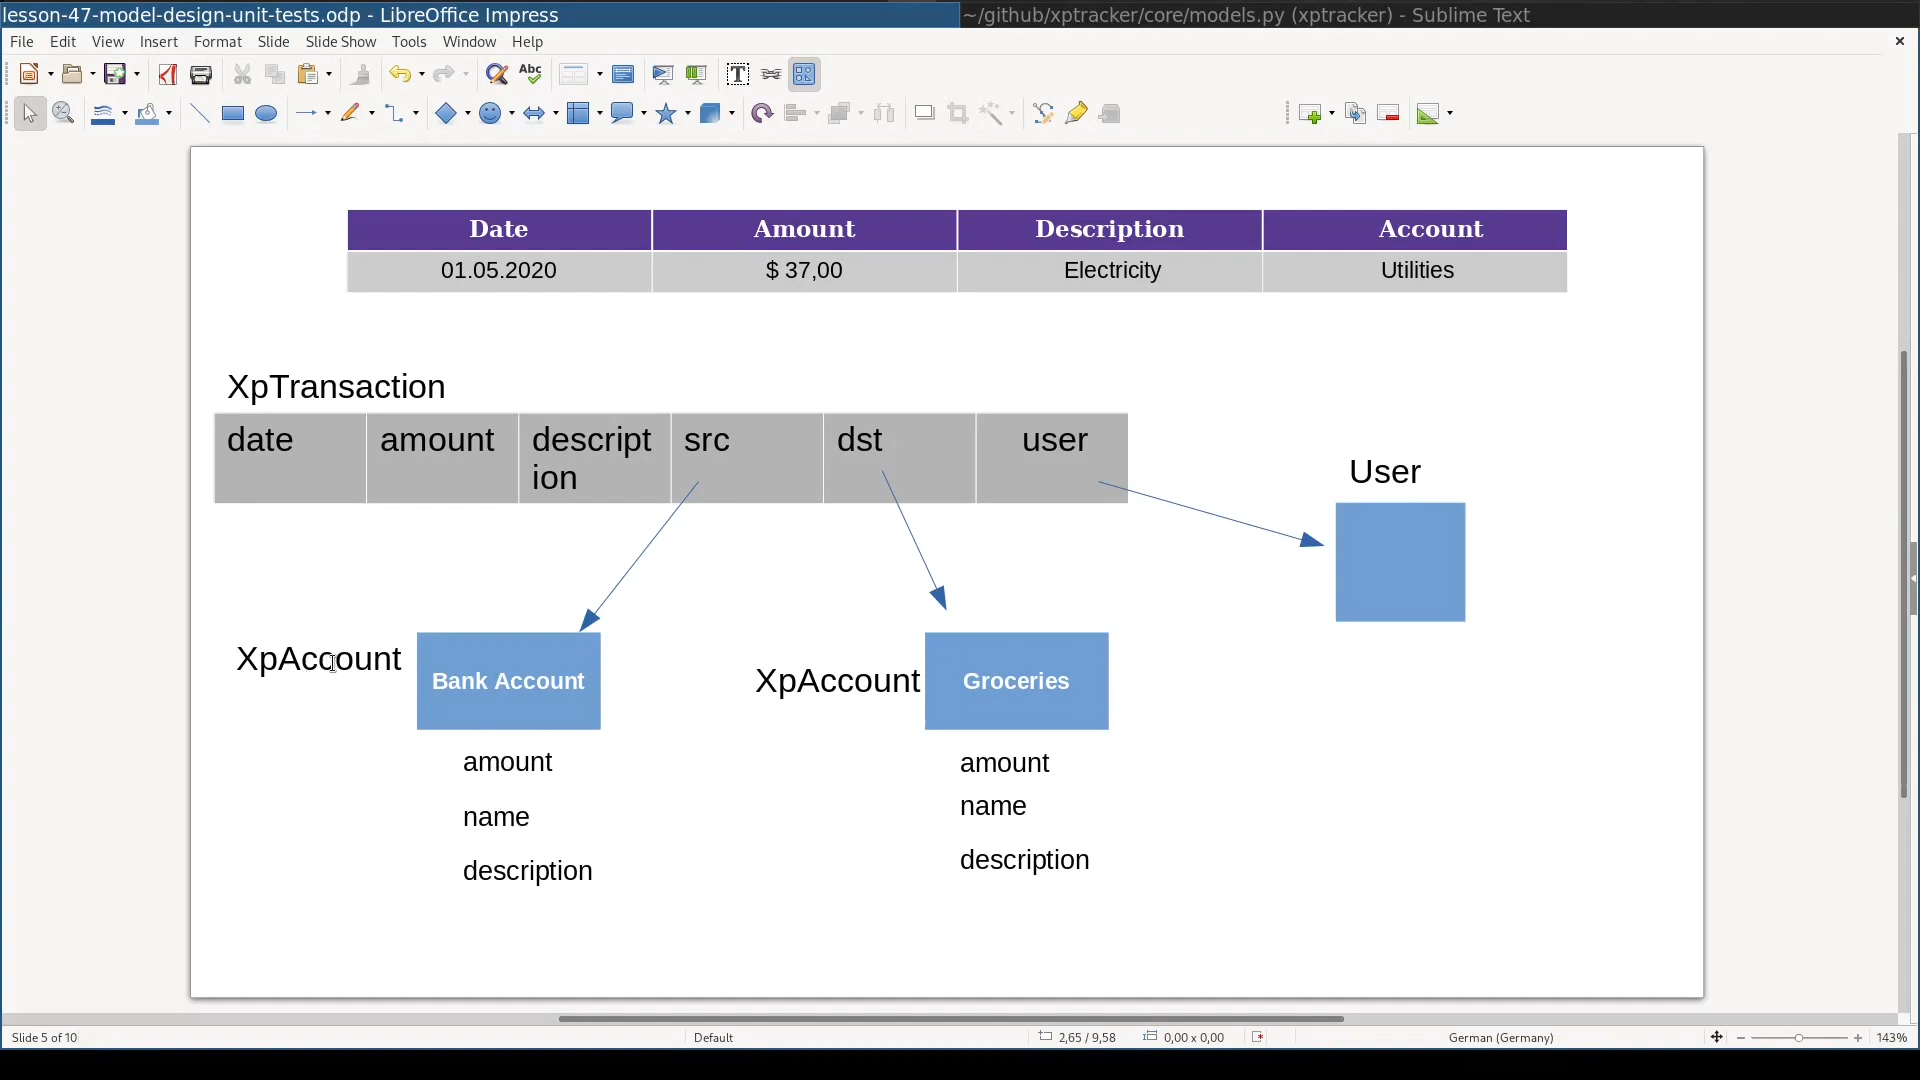 lesson-47-model-design-unit-tests.odp - LibreOffice Impress
~/github/xptracker/core/models.py (xptracker) - Sublime Text
File Edit View Insert Format Slide Slide Show Tools Window Help
Abc
T
Date Amount Description Account
01.05.2020 $ 37,00 Electricity Utilities
XpTransaction
date amount descript src dst user
ion
User
XpAccount
Bank Account
XpAccount
Groceries
amount
name
description
amount
name
description
Slide 5 of 10 Default 2,65 / 9,58 0,00 x 0,00 German (Germany) 143%